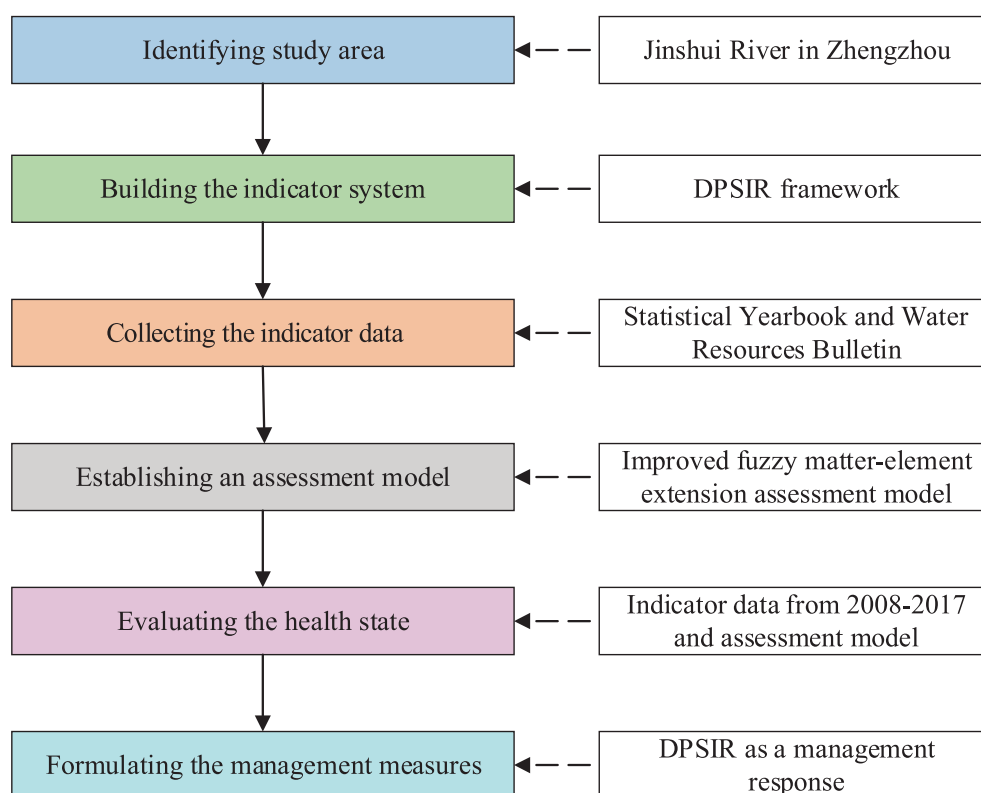 Identifying study area
Jinshui River in Zhengzhou
Building the indicator system
DPSIR framework
Collecting the indicator data
Statistical Yearbook and Water
Resources Bulletin
Establishing an assessment model
Improved fuzzy matter-element
extension assessment model
Evaluating the health state
Indicator data from 2008-2017
and assessment model
Formulating the management measures
DPSIR as a management
response